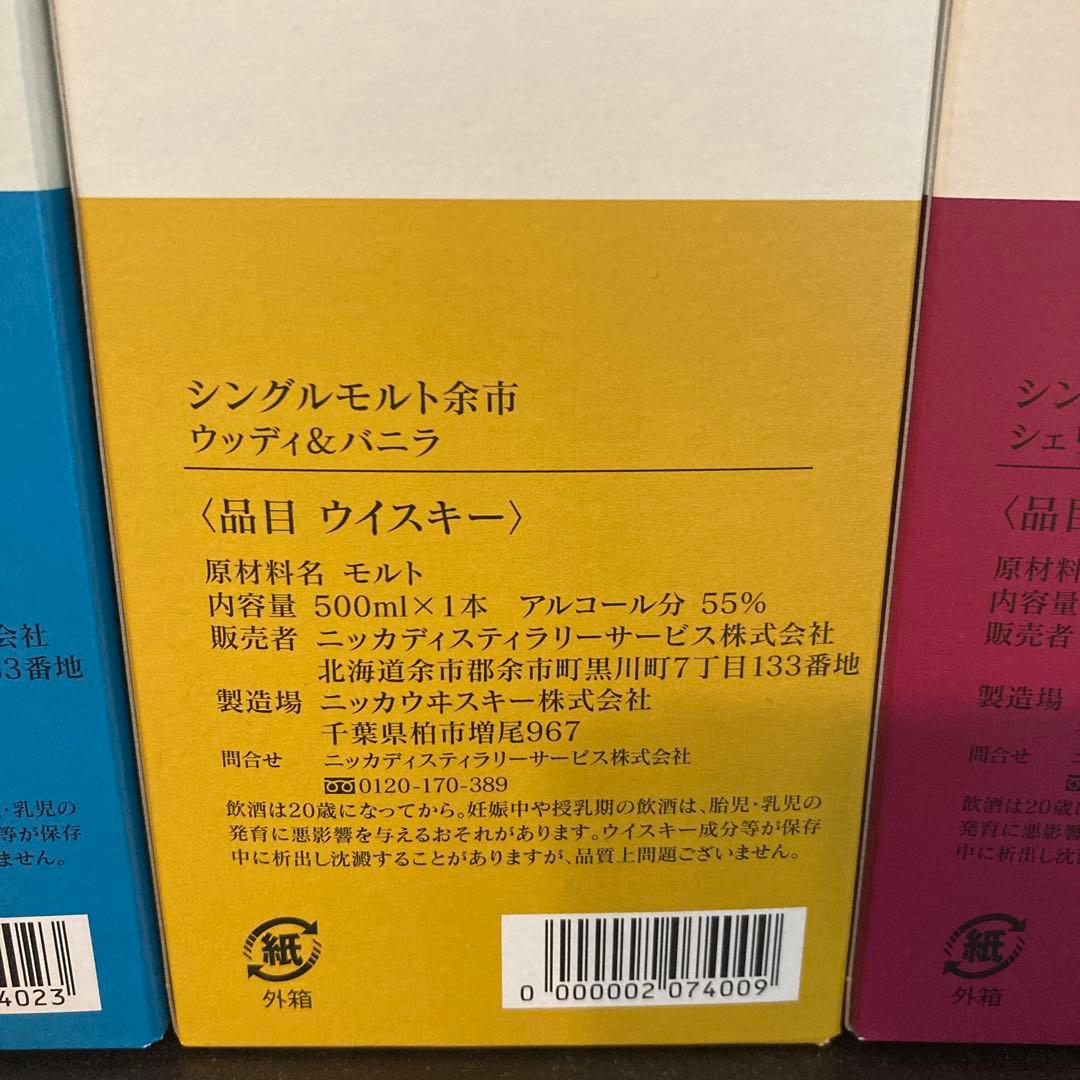 シングルモルト余市
ウッディ&バニラ
〈品目 ウイスキー〉
原材料名 モルト
内容量 500ml×1本 アルコール分 55%
販売者 ニッカディスティラリーサービス株式会社
北海道余市郡余市町黒川町7丁目133番地
製造場 ニッカウヰスキー株式会社
千葉県柏市増尾967
問合せ ニッカディスティラリーサービス株式会社
0120-170-389
飲酒は20歳になってから。妊娠中や授乳期の飲酒は、胎児・乳児の
発育に悪影響を与えるおそれがあります。ウイスキー成分等が保存
中に析出し沈澱することがありますが、品質上問題ございません。
紙
外箱
0 000002 074009
会社
33番地
・乳児の
等が保存
ません。
4023
シン
シェ
〈品
原材料
内容量
販売者
製造場
問合せ
飲酒は20歳
発育に悪影響
中に析出し沈澱
紙
外箱